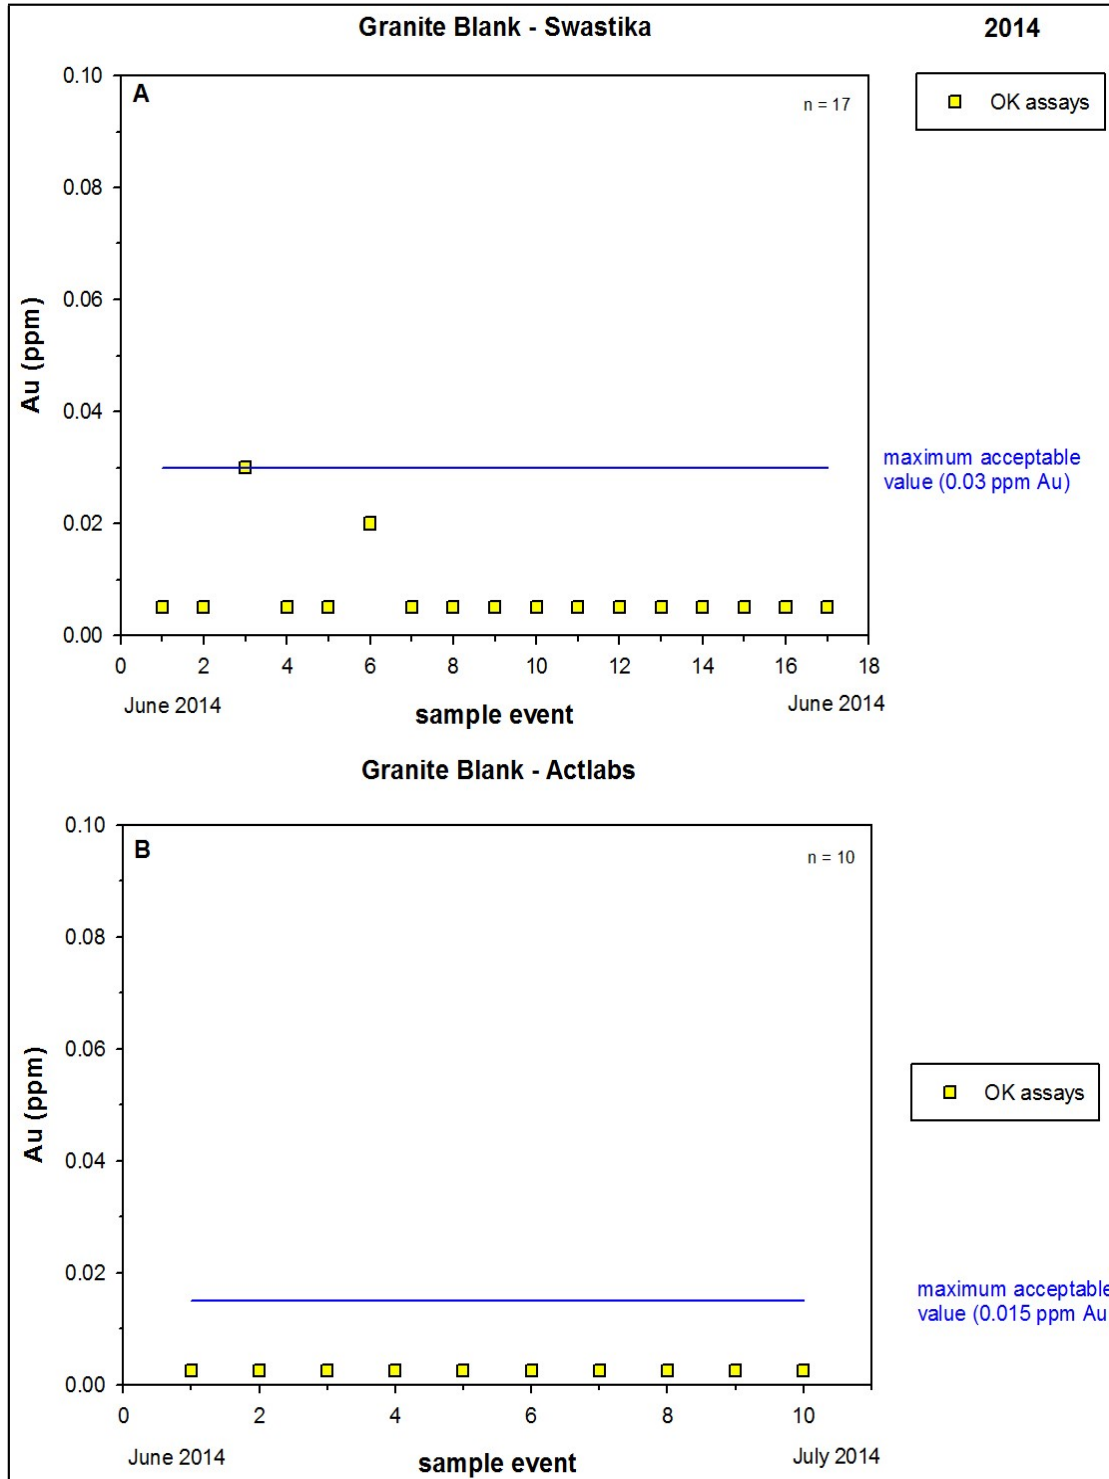 Granite Blank - Swastika
2014
A
n = 17
OK assays
0.10
0.08
0.06
0.04
0.02
0.00
Au (ppm)
maximum acceptable
value (0.03 ppm Au)
0 2 4 6 8 10 12 14 16 18
June 2014
sample event
June 2014
Granite Blank - Actlabs
B
n = 10
0.10
0.08
0.06
0.04
0.02
0.00
Au (ppm)
OK assays
maximum acceptable
value (0.015 ppm Au
0 2 4 6 8 10
June 2014
sample event
July 2014